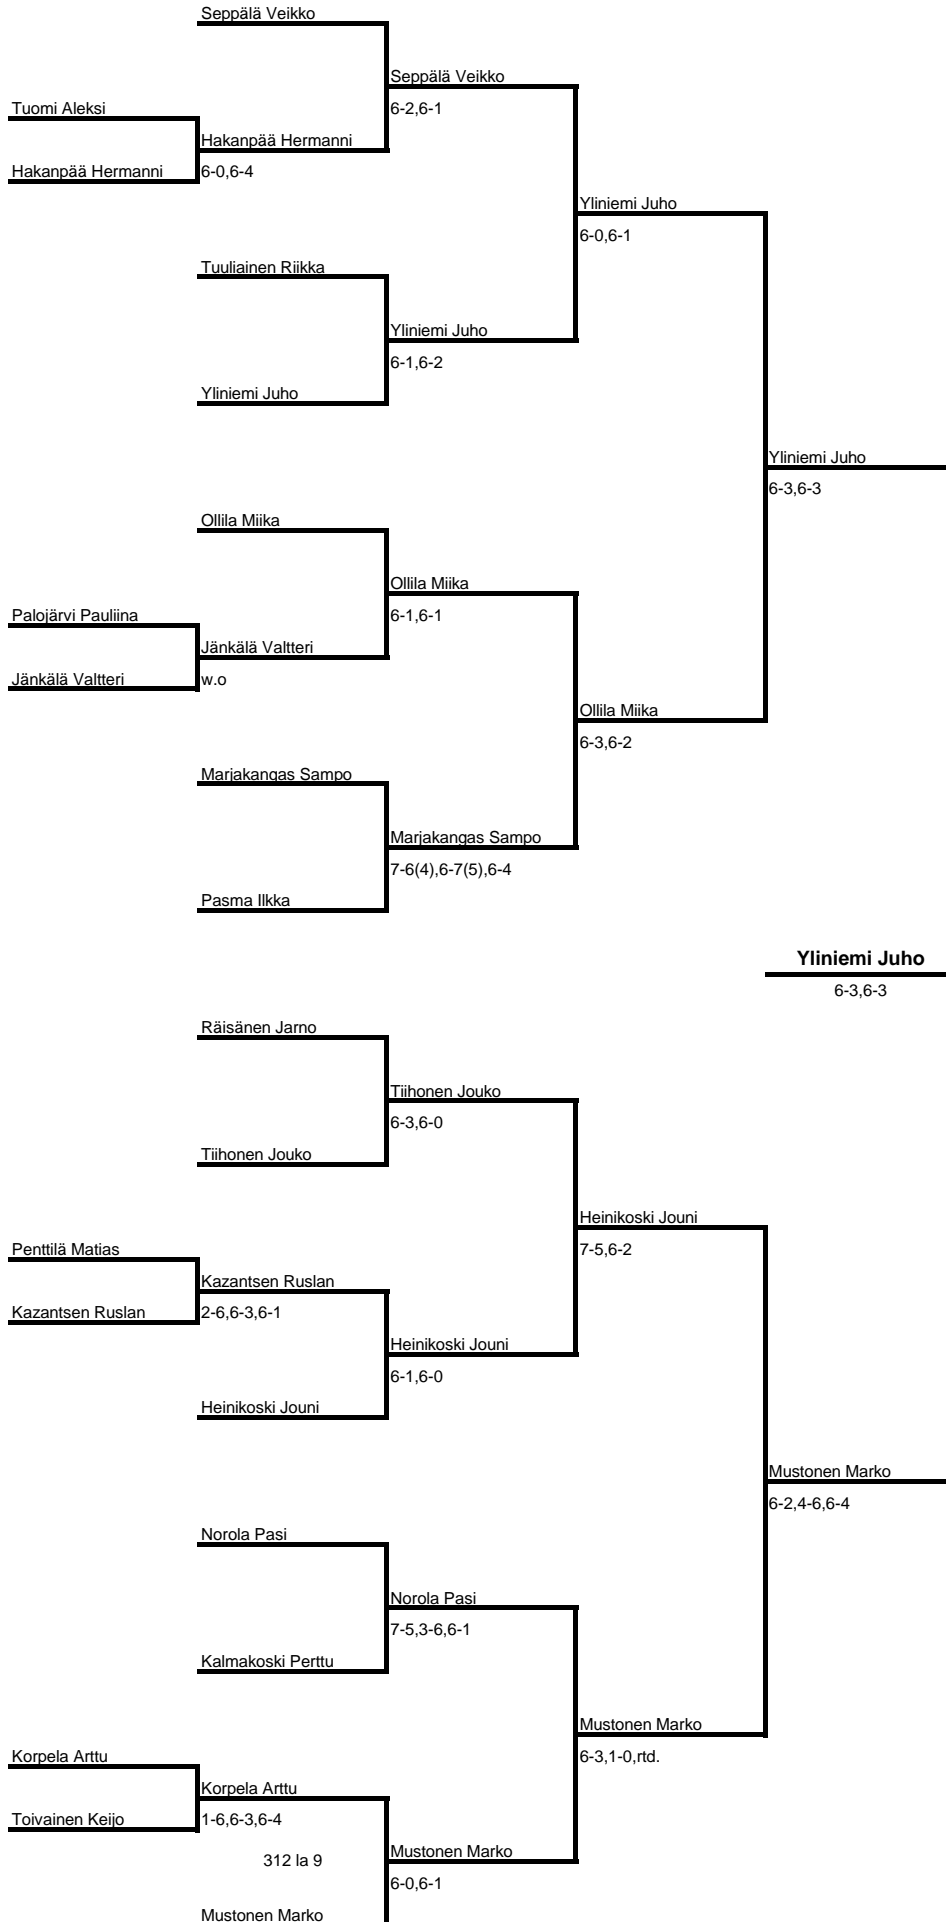 Seppälä Veikko
Seppälä Veikko
Tuomi Aleksi
6-2,6-1
Hakanpää Hermanni
Hakanpää Hermanni
6-0,6-4
Yliniemi Juho
6-0,6-1
Tuuliainen Riikka
Yliniemi Juho
6-1,6-2
Yliniemi Juho
Yliniemi Juho
6-3,6-3
Ollila Miika
Ollila Miika
Palojärvi Pauliina
6-1,6-1
Jänkälä Valtteri
Jänkälä Valtteri
w.o
Ollila Miika
6-3,6-2
Marjakangas Sampo
Marjakangas Sampo
7-6(4),6-7(5),6-4
Pasma Ilkka
Yliniemi Juho
6-3,6-3
Räisänen Jarno
Tiihonen Jouko
6-3,6-0
Tiihonen Jouko
Heinikoski Jouni
7-5,6-2
Penttilä Matias
Kazantsen Ruslan
Kazantsen Ruslan
2-6,6-3,6-1
Heinikoski Jouni
6-1,6-0
Heinikoski Jouni
Mustonen Marko
6-2,4-6,6-4
Norola Pasi
Norola Pasi
7-5,3-6,6-1
Kalmakoski Perttu
Mustonen Marko
6-3,1-0,rtd.
Korpela Arttu
Korpela Arttu
Toivainen Keijo
1-6,6-3,6-4
Mustonen Marko
312 la 9
6-0,6-1
Mustonen Marko